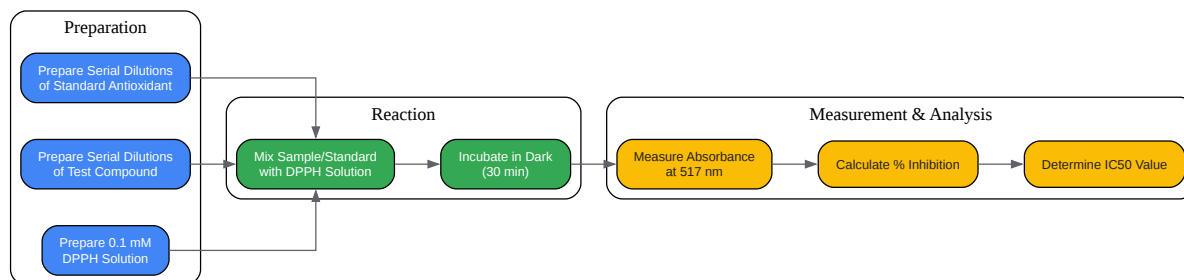 Preparation
Prepare Serial Dilutions
of Standard Antioxidant
Prepare Serial Dilutions
of Test Compound
Prepare 0.1 mM
DPPH Solution
Reaction
Mix Sample/Standard
with DPPH Solution
Incubate in Dark
(30 min)
Measurement & Analysis
Measure Absorbance
at 517 nm
Calculate % Inhibition
Determine IC50 Value